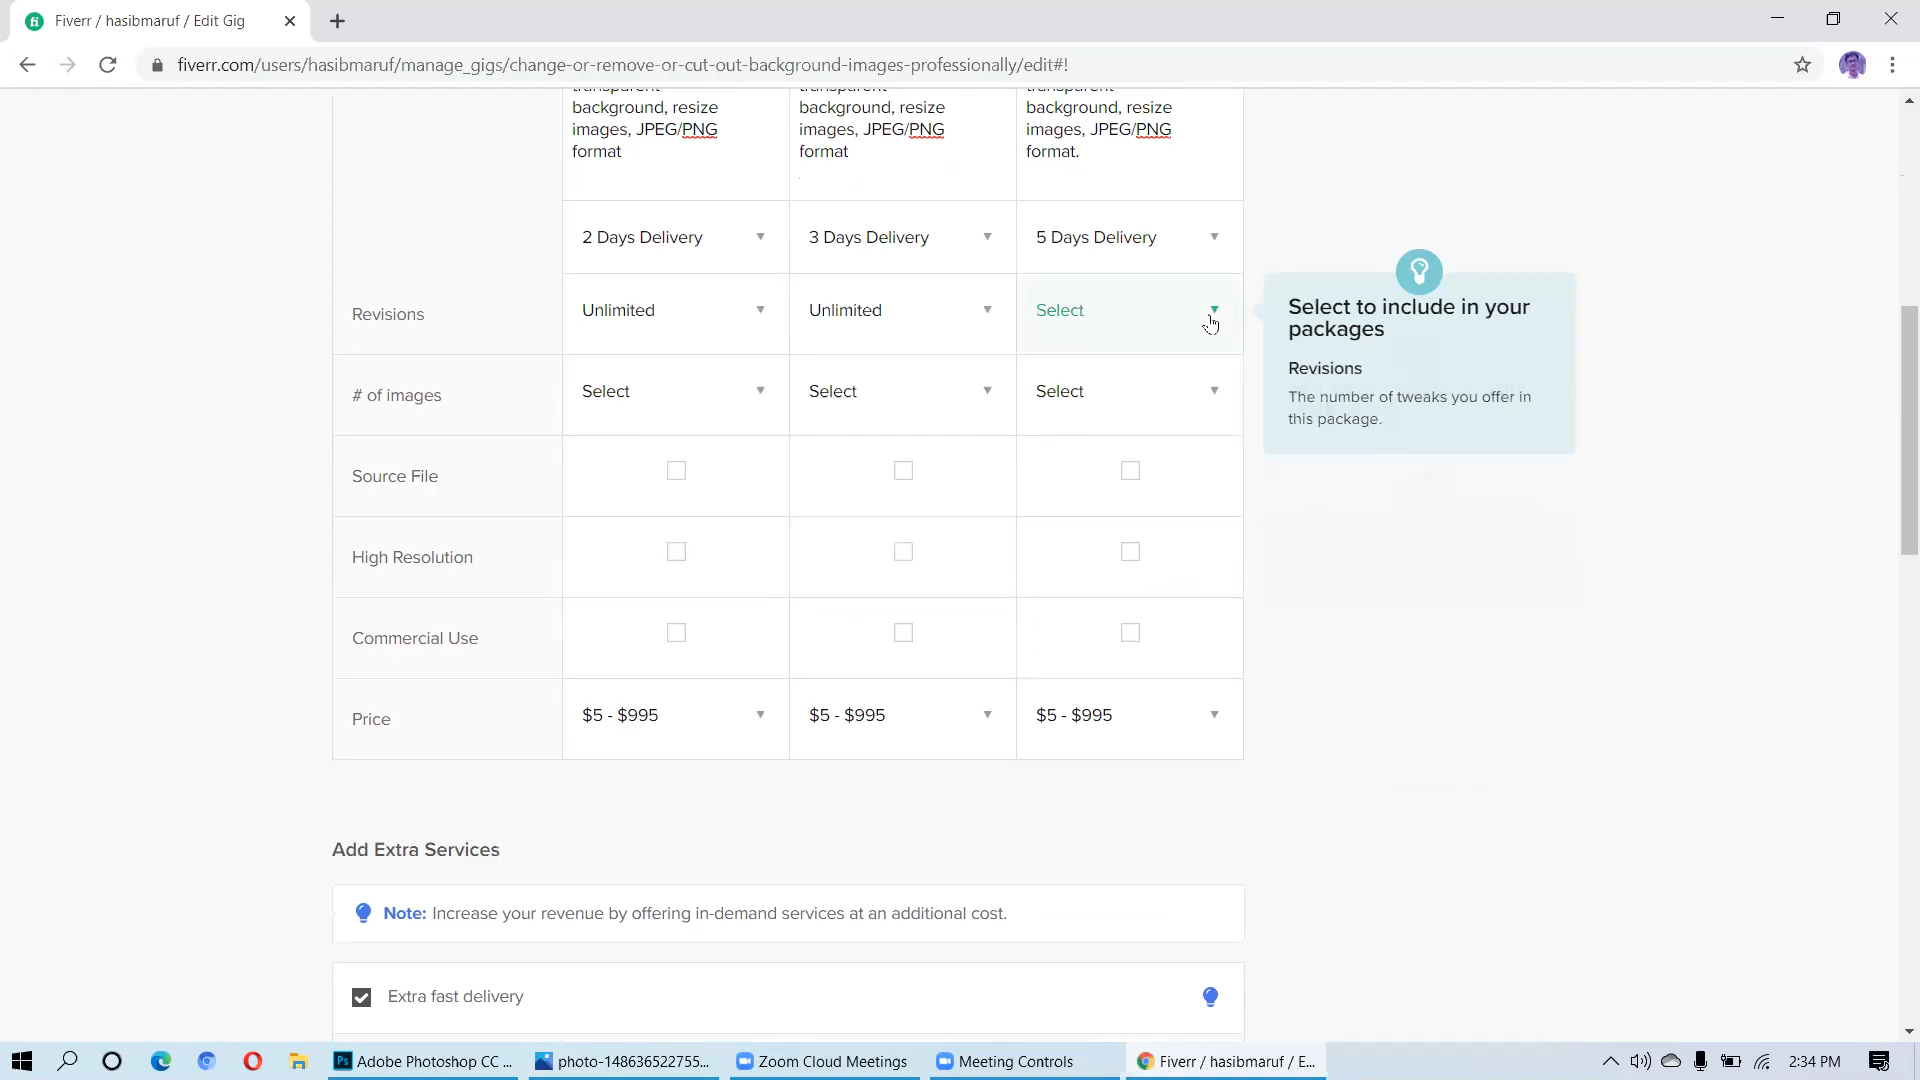 Fiverr / hasibmaruf / Edit Gig
fiverr.com/users/hasibmaruf/manage_gigs/change-or-remove-or-cut-out-background-images-professionally/edit#!
transparent transparent transparent
background, resize background, resize background, resize
images, JPEG/PNG images, JPEG/PNG images, JPEG/PNG
format format format.
2 Days Delivery 3 Days Delivery 5 Days Delivery
Revisions Unlimited Unlimited Select
# of images Select Select Select
Source File
High Resolution
Commercial Use
Price $5 - $995 $5 - $995 $5 - $995
Select to include in your
packages
Revisions
The number of tweaks you offer in
this package.
Add Extra Services
Note: Increase your revenue by offering in-demand services at an additional cost.
Extra fast delivery
Ps Adobe Photoshop CC ... photo-148636522755... Zoom Cloud Meetings Meeting Controls Fiverr / hasibmaruf / E... 2:34 PM